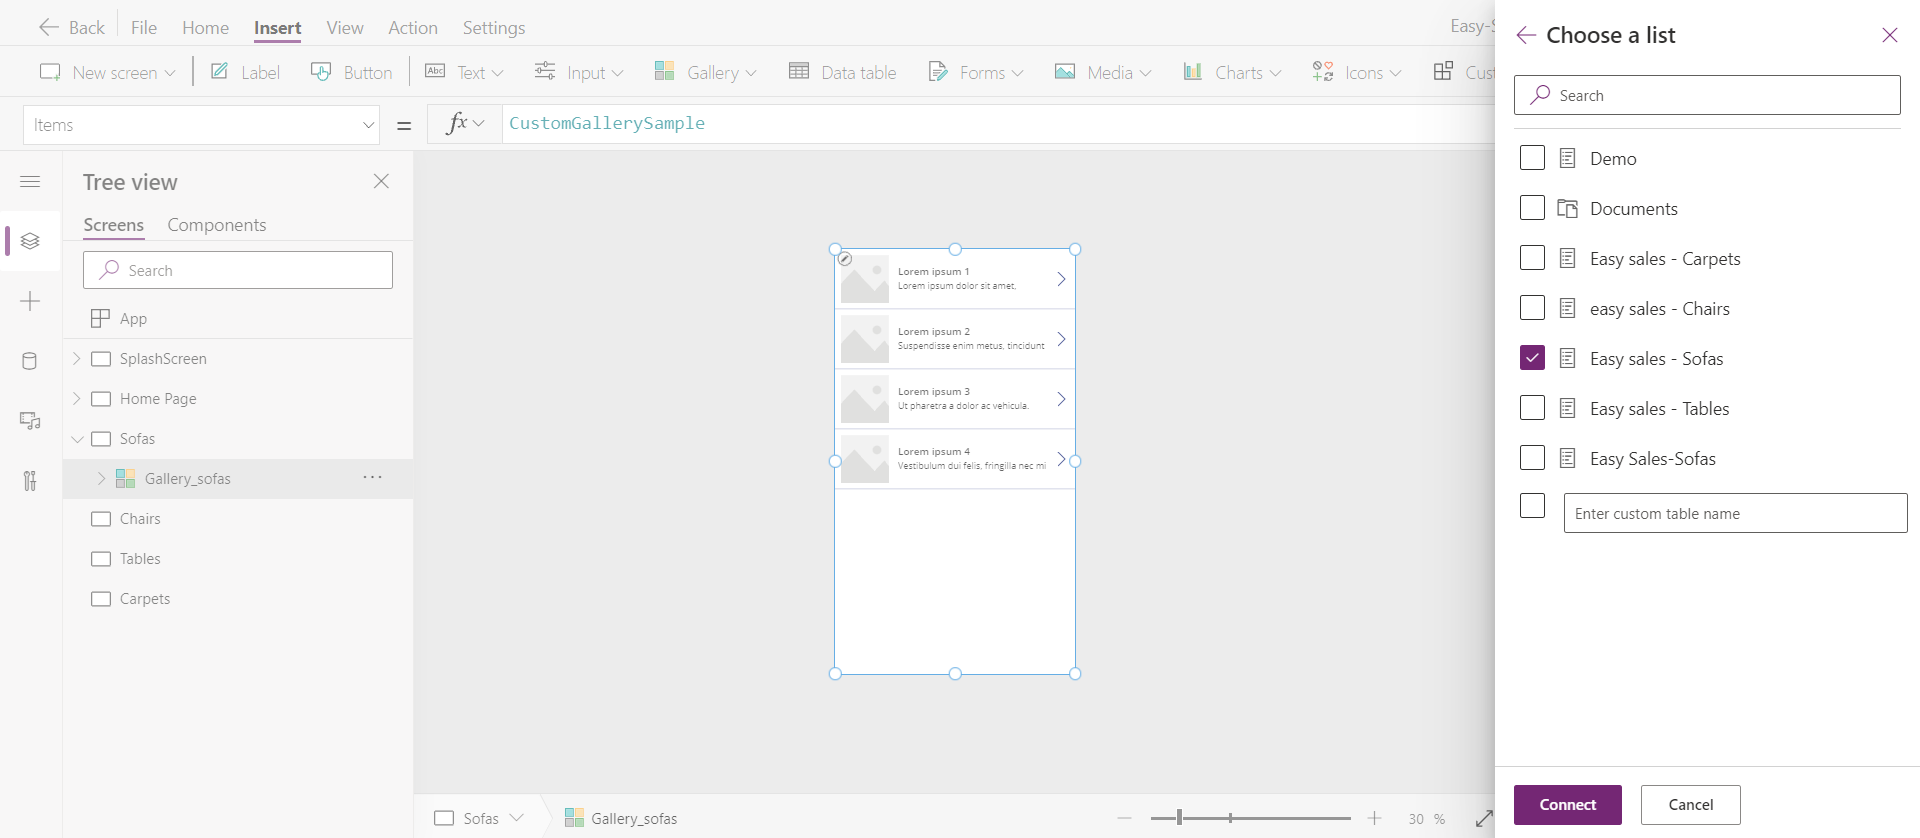 Back
File
Home
Insert
View
Action
Settings
Easy-S
New screen
Label
Button
Abc
Text
Input
Gallery
Data table
Forms
Media
Charts
Icons
Cust
Items
=
fx
CustomGallerySample
Tree view
Screens
Components
Search
App
SplashScreen
Home Page
Sofas
Gallery_sofas
...
Chairs
Tables
Carpets
Lorem ipsum 1
Lorem ipsum dolor sit amet,
Lorem ipsum 2
Suspendisse enim metus, tincidunt
Lorem ipsum 3
Ut pharetra a dolor ac vehicula.
Lorem ipsum 4
Vestibulum dui felis, fringilla nec mi
Sofas
Gallery_sofas
30 %
Choose a list
Search
Demo
Documents
Easy sales - Carpets
easy sales - Chairs
Easy sales - Sofas
Easy sales - Tables
Easy Sales-Sofas
Enter custom table name
Connect
Cancel